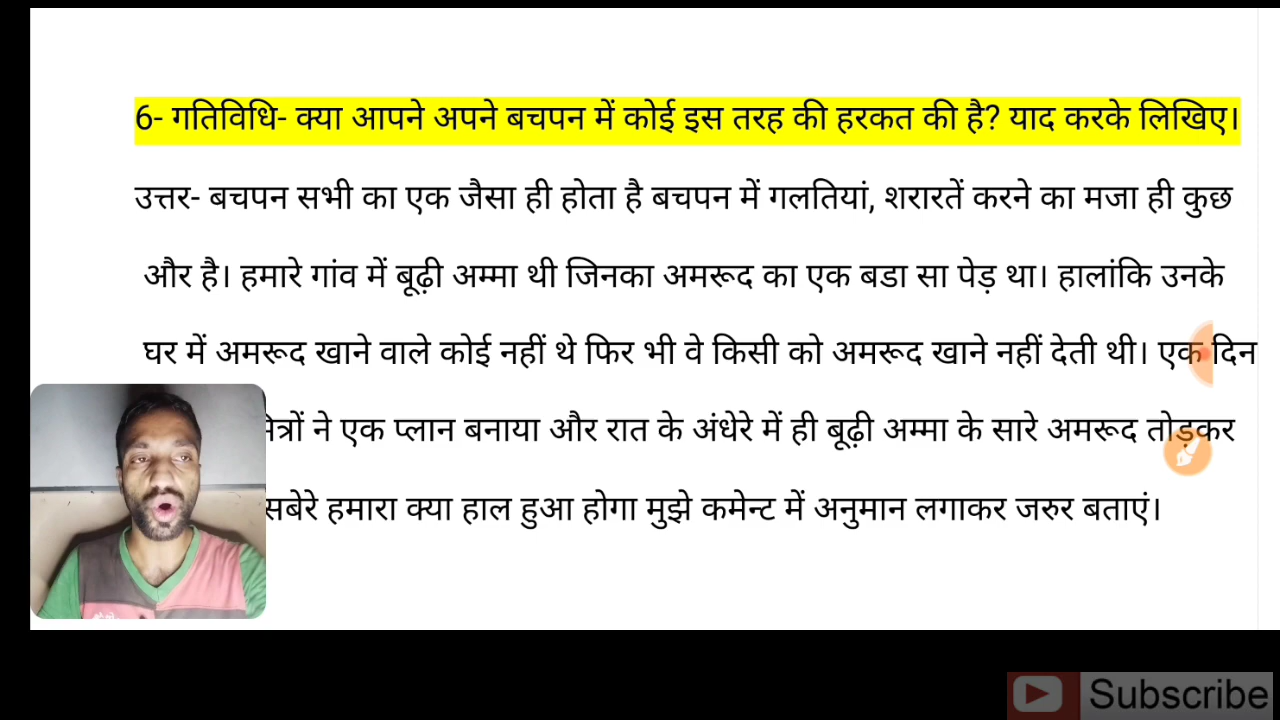 6- गतिविधि- क्या आपने अपने बचपन में कोई इस तरह की हरकत की है? याद करके लिखिए।
उत्तर- बचपन सभी का एक जैसा ही होता है बचपन में गलतियां, शरारतें करने का मजा ही कुछ
और है। हमारे गांव में बूढ़ी अम्मा थी जिनका अमरूद का एक बडा सा पेड़ था। हालांकि उनके
घर में अमरूद खाने वाले कोई नहीं थे फिर भी वे किसी को अमरूद खाने नहीं देती थी। एक दिन
ने एक प्लान बनाया और रात के अंधेरे में ही बूढ़ी अम्मा के सारे अमरूद तोड़कर
सबेरे हमारा क्या हाल हुआ होगा मुझे कमेन्ट में अनुमान लगाकर जरुर बताएं।
Subscribe